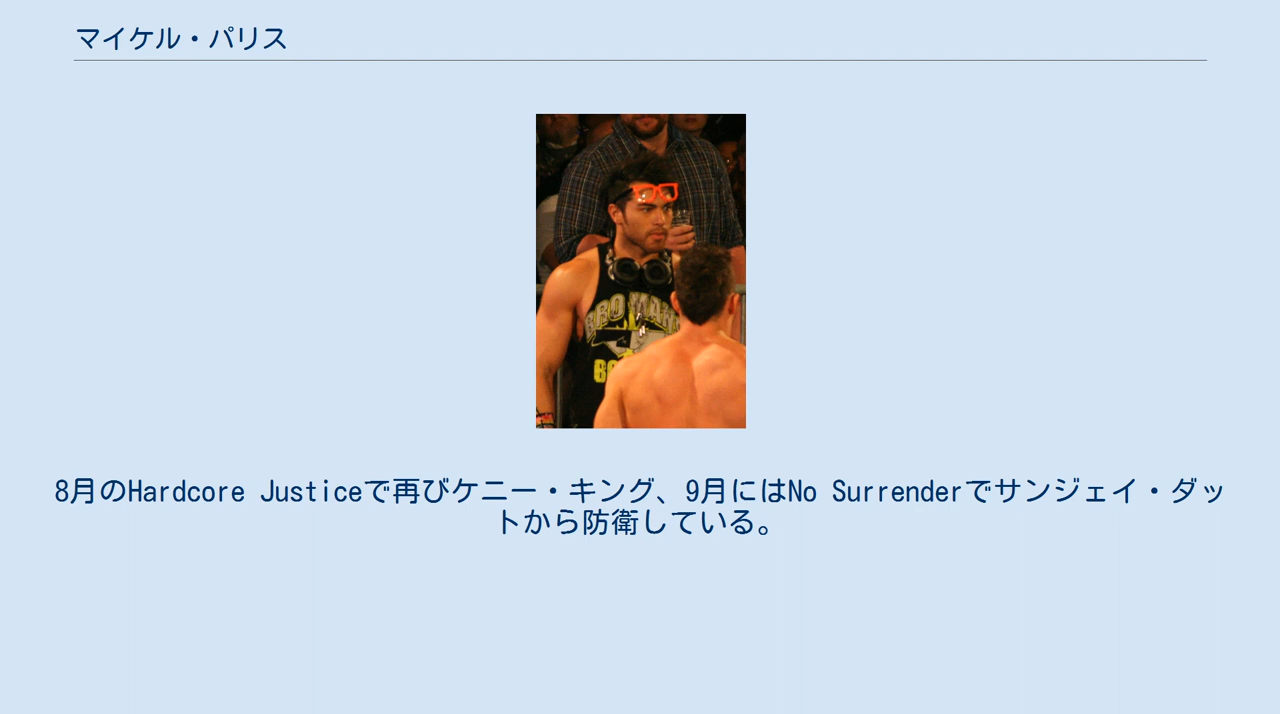 マイケル・パリス
BRO MAN
8月のHardcore Justiceで再びケニー・キング、9月にはNo Surrenderでサンジェイ・ダッ
トから防衛している。